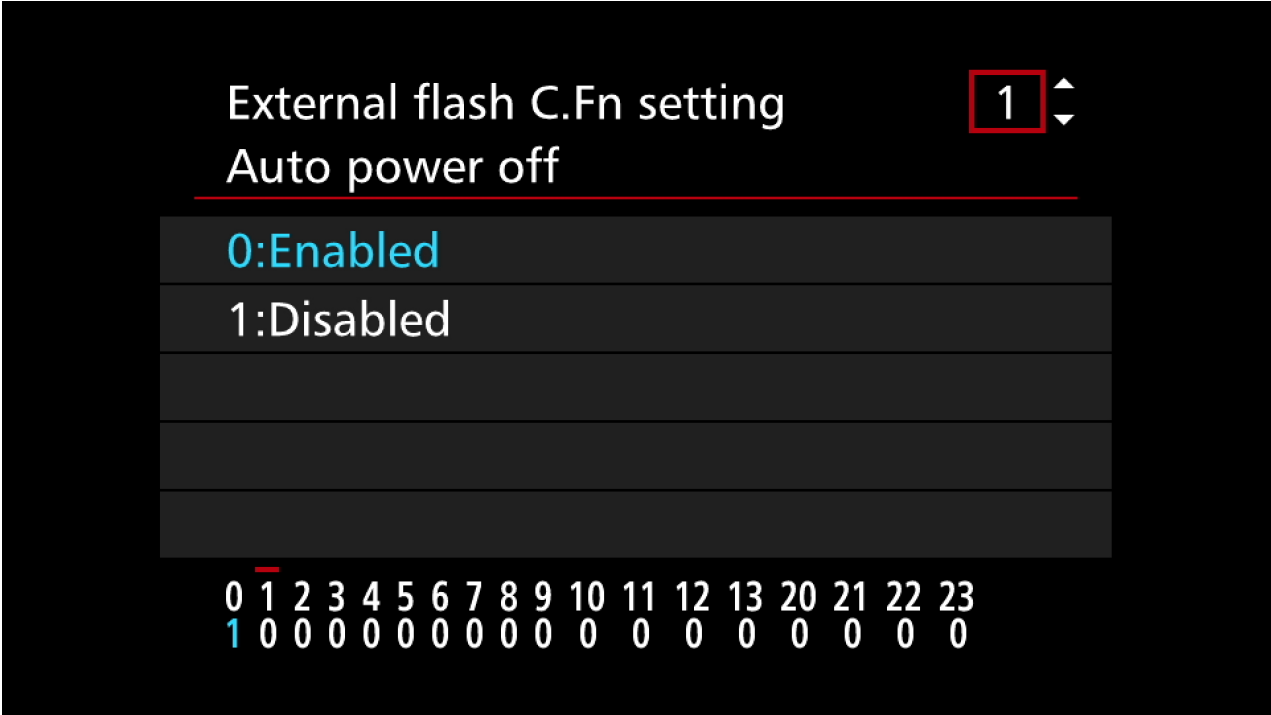 External flash C.Fn setting 1
Auto power off
0:Enabled
1:Disabled
0 1 2 3 4 5 6 7 8 9 10 11 12 13 20 21 22 23
1 0 0 0 0 0 0 0 0 0 0 0 0 0 0 0 0 0